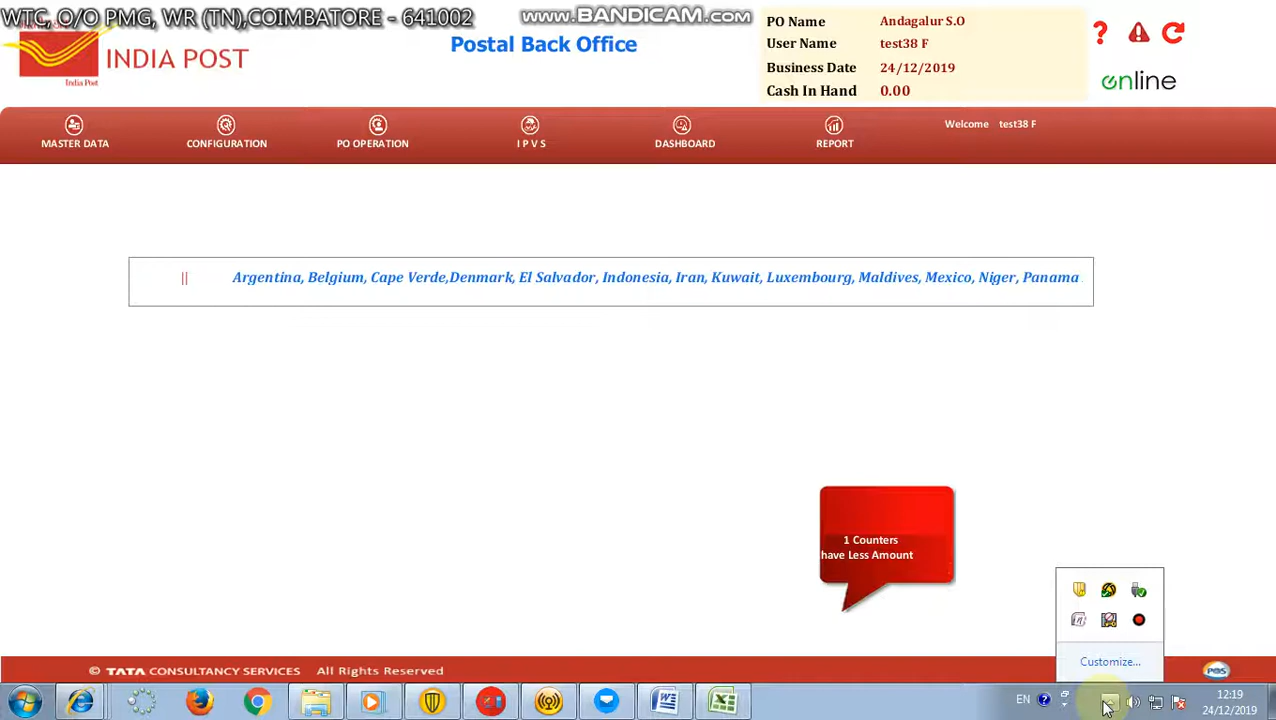 WTC, O/O PMG, WR (TN),COIMBATORE - 641002
www.BANDICAM.com
INDIA POST
India Post
Postal Back Office
PO Name Andagalur S.O
User Name test38 F
Business Date 24/12/2019
Cash In Hand 0.00
?
online
MASTER DATA
CONFIGURATION
PO OPERATION
I P V S
DASHBOARD
REPORT
Welcome test38 F
|| Argentina, Belgium, Cape Verde,Denmark, El Salvador, Indonesia, Iran, Kuwait, Luxembourg, Maldives, Mexico, Niger, Panama
1 Counters
have Less Amount
Customize...
© TATA CONSULTANCY SERVICES All Rights Reserved
POS
EN
12:19
24/12/2019